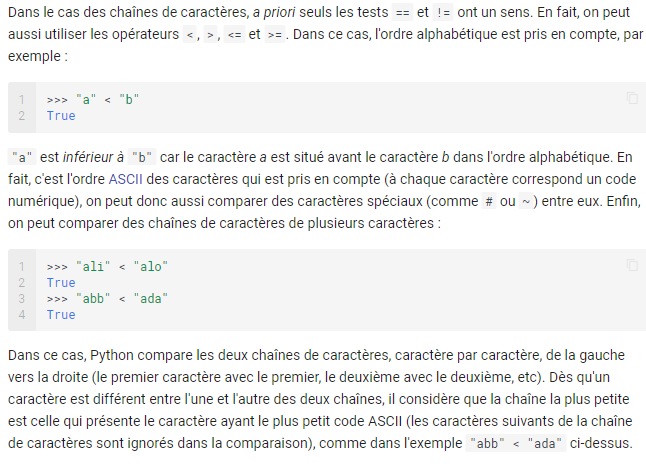 Dans le cas des chaînes de caractères, a priori seuls les tests == et != ont un sens. En fait, on peut
aussi utiliser les opérateurs < , > , <= et >= . Dans ce cas, l'ordre alphabétique est pris en compte, par
exemple :
1 >>> "a" < "b"
2 True
"a" est inférieur à "b" car le caractère a est situé avant le caractère b dans l'ordre alphabétique. En
fait, c'est l'ordre ASCII des caractères qui est pris en compte (à chaque caractère correspond un code
numérique), on peut donc aussi comparer des caractères spéciaux (comme # ou ~ ) entre eux. Enfin,
on peut comparer des chaînes de caractères de plusieurs caractères :
1 >>> "ali" < "alo"
2 True
3 >>> "abb" < "ada"
4 True
Dans ce cas, Python compare les deux chaînes de caractères, caractère par caractère, de la gauche
vers la droite (le premier caractère avec le premier, le deuxième avec le deuxième, etc). Dès qu'un
caractère est différent entre l'une et l'autre des deux chaînes, il considère que la chaîne la plus petite
est celle qui présente le caractère ayant le plus petit code ASCII (les caractères suivants de la chaîne
de caractères sont ignorés dans la comparaison), comme dans l'exemple "abb" < "ada" ci-dessus.